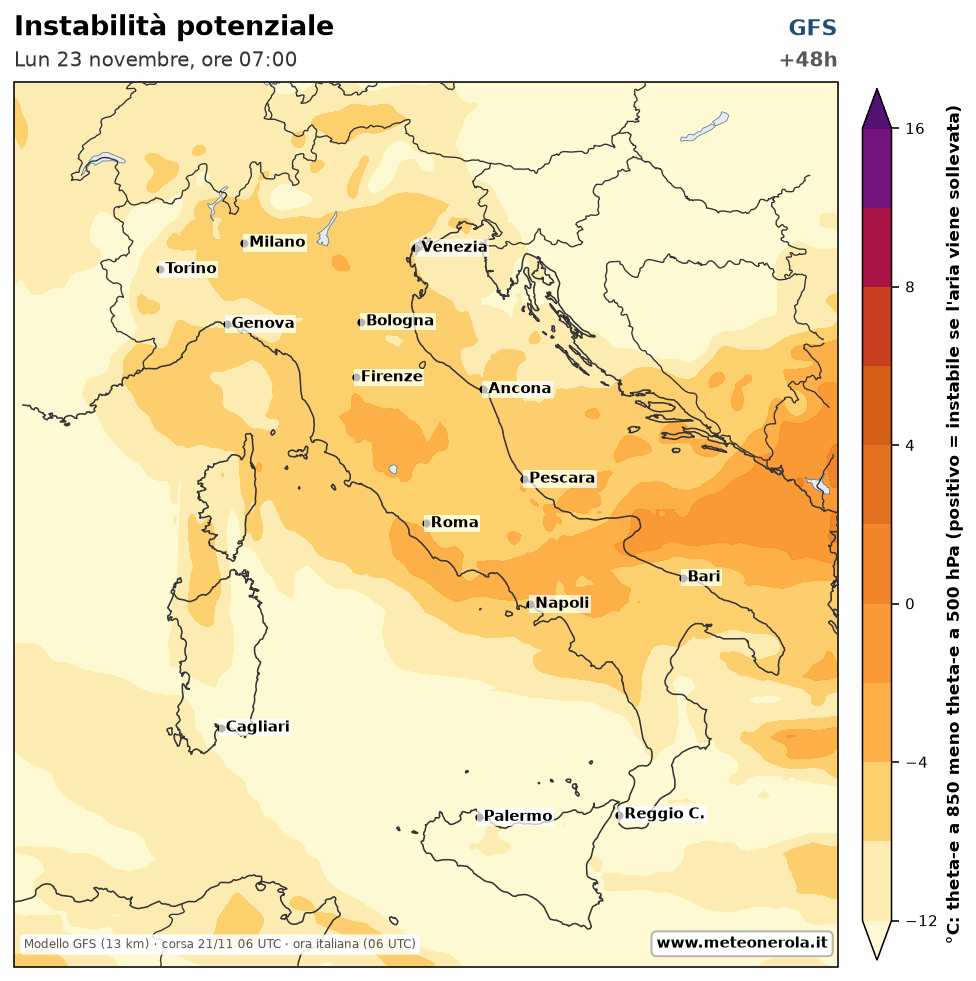 Instabilità potenziale
GFS
Lun 23 novembre, ore 07:00
+48h
Milano
Venezia
Torino
Genova
Bologna
Firenze
Ancona
Pescara
Roma
Bari
Napoli
Cagliari
Palermo
Reggio C.
16
8
4
0
−4
−12
°C: theta-e a 850 meno theta-e a 500 hPa (positivo = instabile se l'aria viene sollevata)
Modello GFS (13 km) · corsa 21/11 06 UTC · ora italiana (06 UTC)
www.meteonerola.it